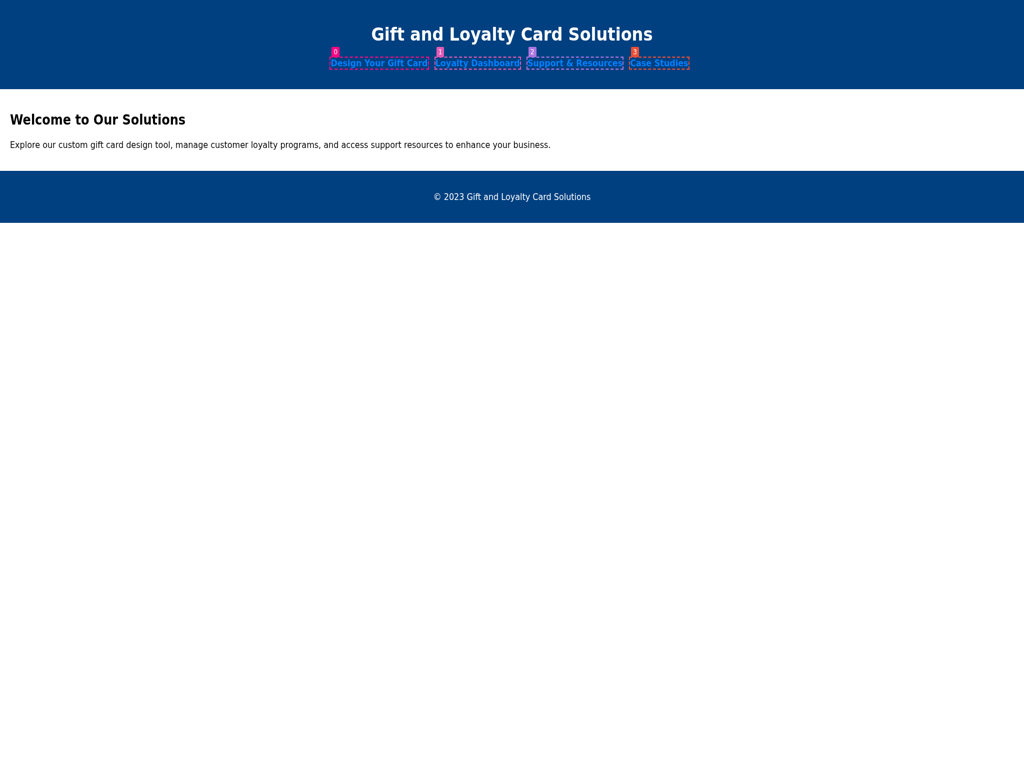 Gift and Loyalty Card Solutions
0 1 2 3
Design Your Gift Card Loyalty Dashboard Support & Resources Case Studies
Welcome to Our Solutions
Explore our custom gift card design tool, manage customer loyalty programs, and access support resources to enhance your business.
© 2023 Gift and Loyalty Card Solutions